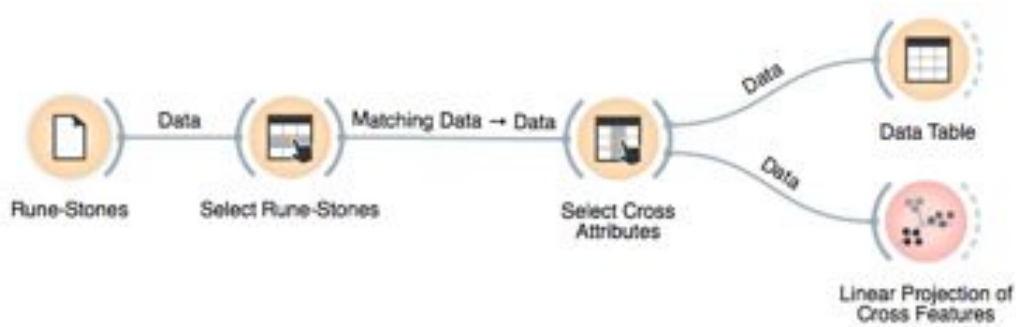 Rune-Stones
Data
Select Rune-Stones
Matching Data → Data
Select Cross
Attributes
Data
Data Table
Data
Linear Projection of
Cross Features